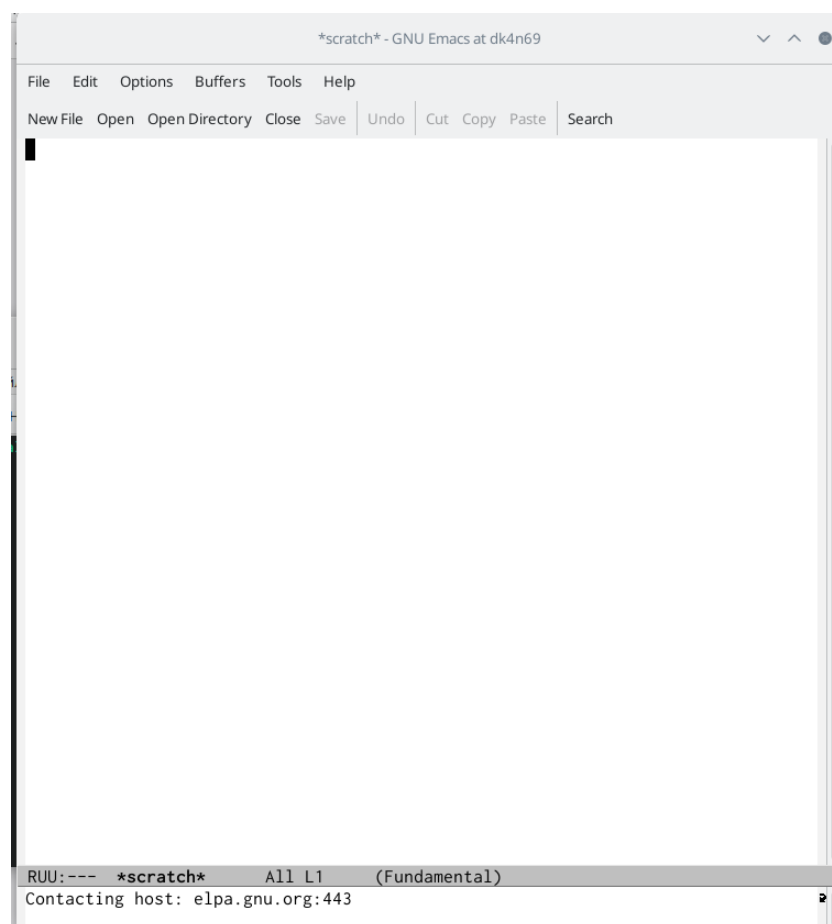 *scratch* - GNU Emacs at dk4n69
File Edit Options Buffers Tools Help
New File Open Open Directory Close Save Undo Cut Copy Paste Search
RUU:--- *scratch* All L1 (Fundamental)
Contacting host: elpa.gnu.org:443